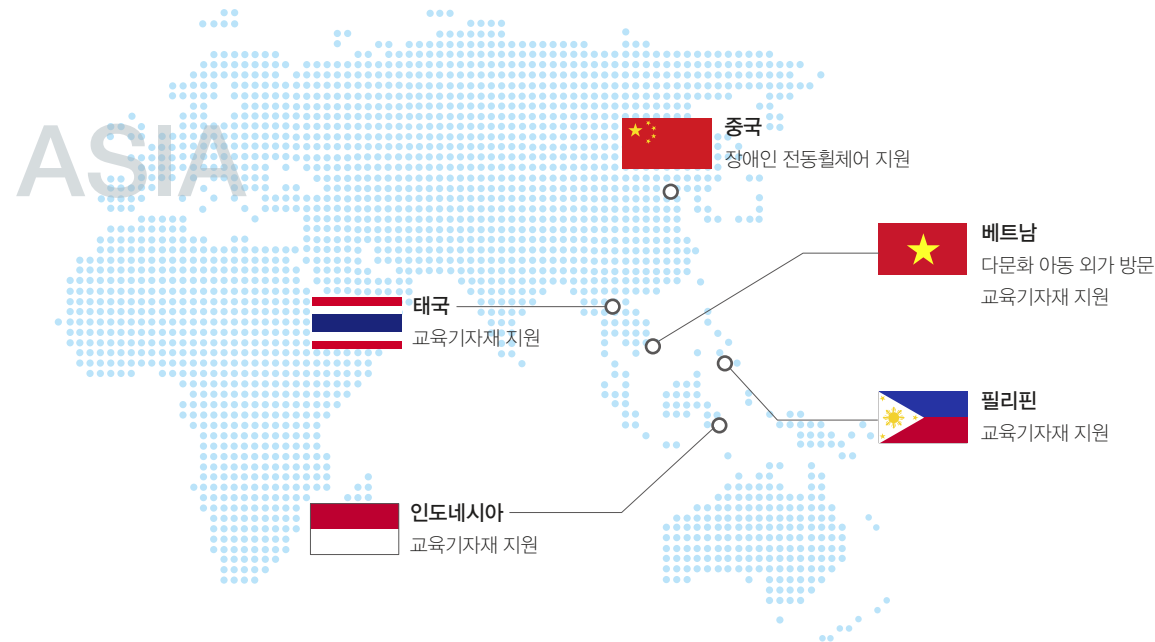 ASIA
중국
장애인 전동휠체어 지원
베트남
다문화 아동 외가 방문
교육기자재 지원
태국
교육기자재 지원
필리핀
교육기자재 지원
인도네시아
교육기자재 지원